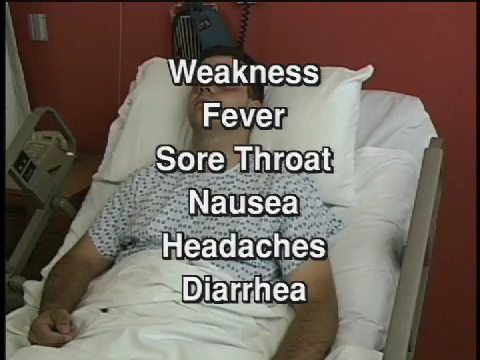 Weakness
Fever
Sore Throat
Nausea
Headaches
Diarrhea